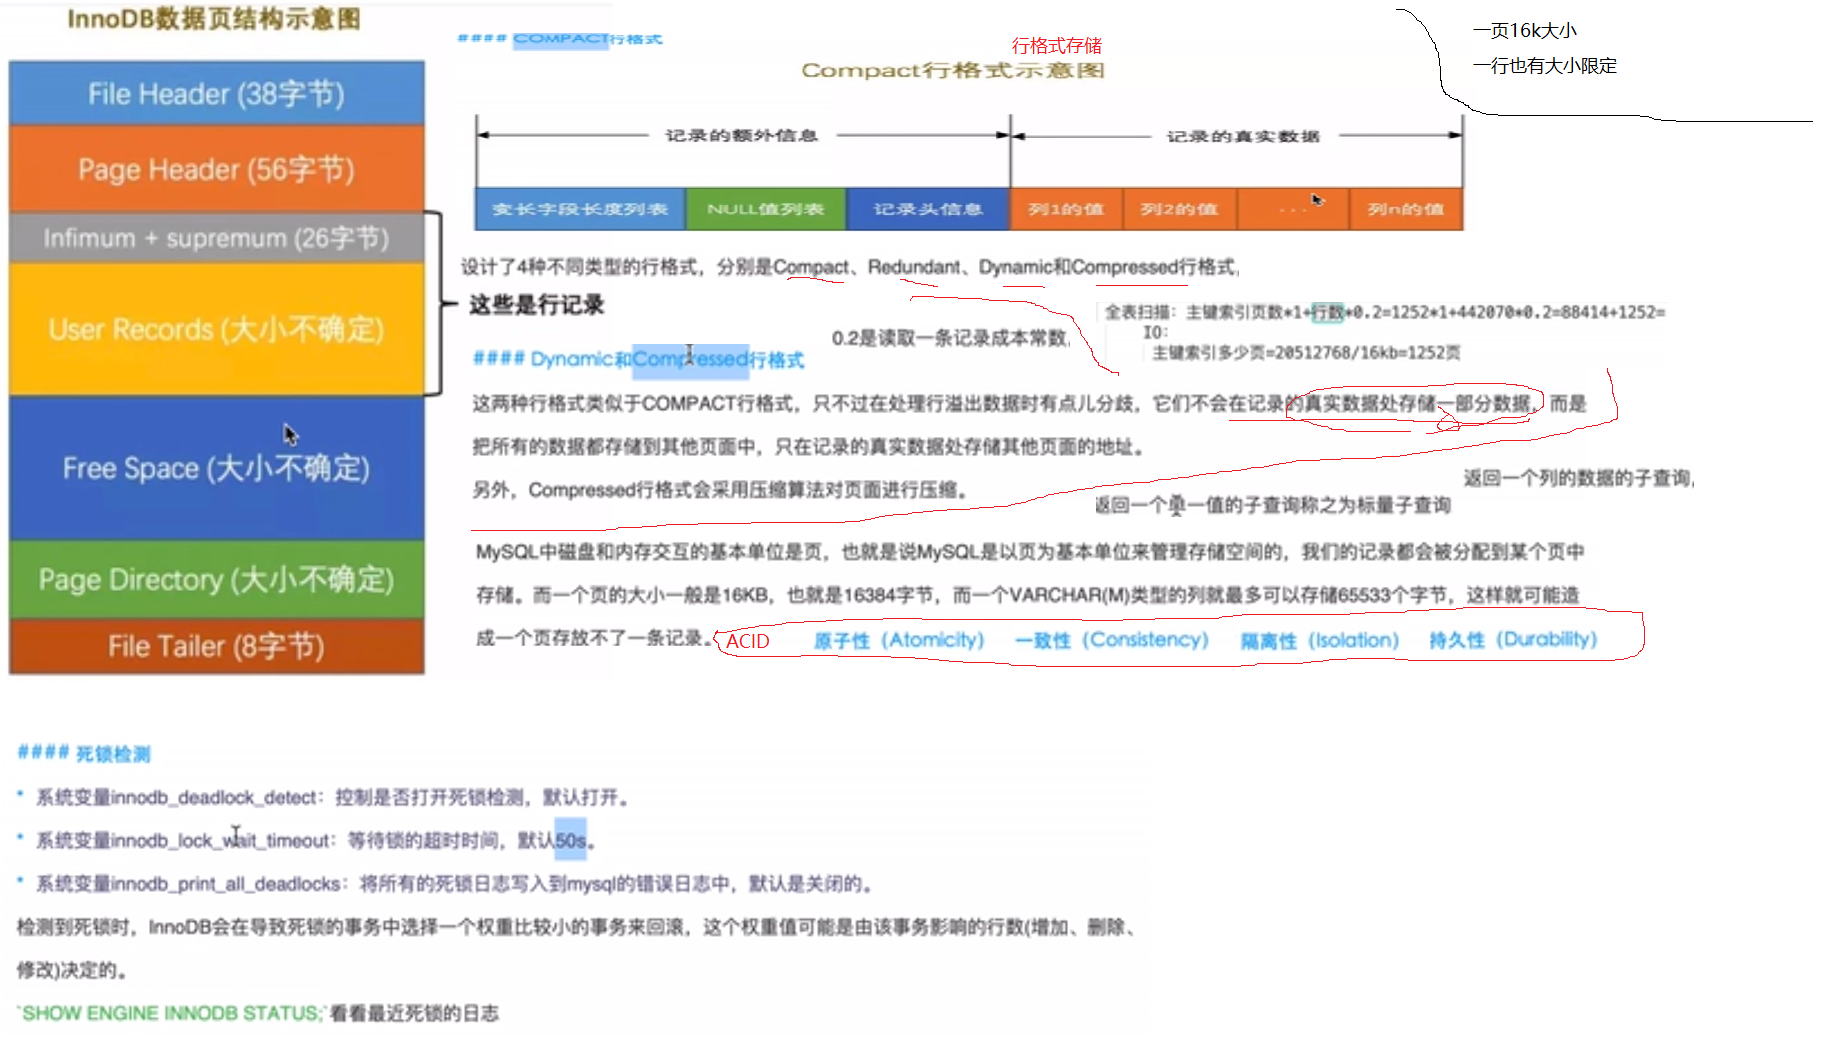 InnoDB数据页结构示意图
File Header (38字节)
Page Header (56字节)
Infimum + supremum (26字节)
User Records (大小不确定)
Free Space (大小不确定)
Page Directory (大小不确定)
File Tailer (8字节)
这些是行记录
#### COMPACT行格式
行格式存储
Compact行格式示意图
一页16k大小
一行也有大小限定
记录的额外信息
记录的真实数据
变长字段长度列表
NULL值列表
记录头信息
列1的值
列2的值
...
列n的值
设计了4种不同类型的行格式，分别是Compact、Redundant、Dynamic和Compressed行格式,
0.2是读取一条记录成本常数,
全表扫描：主键索引页数*1+行数*0.2=1252*1+442070*0.2=88414+1252=
IO:
主键索引多少页=20512768/16kb=1252页
#### Dynamic和Compressed行格式
这两种行格式类似于COMPACT行格式，只不过在处理行溢出数据时有点儿分歧，它们不会在记录的真实数据处存储一部分数据，而是
把所有的数据都存储到其他页面中，只在记录的真实数据处存储其他页面的地址。
另外，Compressed行格式会采用压缩算法对页面进行压缩。
返回一个列的数据的子查询,
返回一个单一值的子查询称之为标量子查询
MySQL中磁盘和内存交互的基本单位是页，也就是说MySQL是以页为基本单位来管理存储空间的，我们的记录都会被分配到某个页中
存储。而一个页的大小一般是16KB，也就是16384字节，而一个VARCHAR(M)类型的列就最多可以存储65533个字节，这样就可能造
成一个页存放不了一条记录。
ACID 原子性（Atomicity） 一致性（Consistency） 隔离性（Isolation） 持久性（Durability）
#### 死锁检测
* 系统变量innodb_deadlock_detect：控制是否打开死锁检测，默认打开。
* 系统变量innodb_lock_wait_timeout：等待锁的超时时间，默认50s。
* 系统变量innodb_print_all_deadlocks：将所有的死锁日志写入到mysql的错误日志中，默认是关闭的。
检测到死锁时，InnoDB会在导致死锁的事务中选择一个权重比较小的事务来回滚，这个权重值可能是由该事务影响的行数(增加、删除、
修改)决定的。
`SHOW ENGINE INNODB STATUS;`看看最近死锁的日志